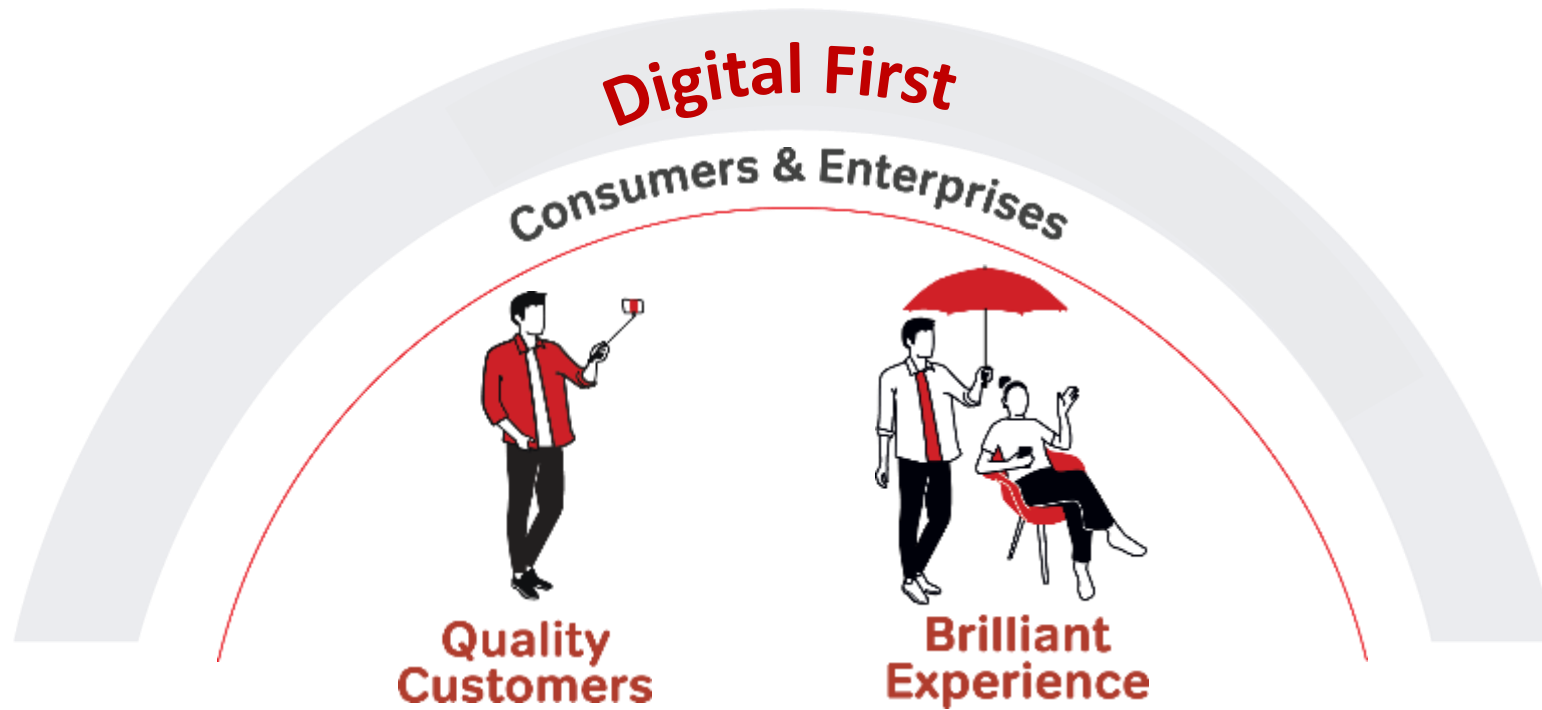 Digital First
Consumers & Enterprises
Quality
Customers
Brilliant
Experience